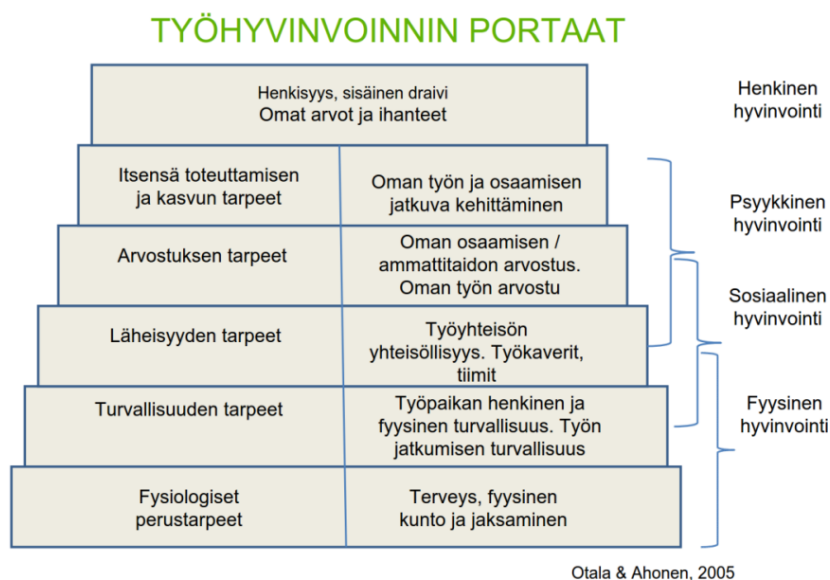 TYÖHYVINVOINNIN PORTAAT
Henkisyys, sisäinen draivi
Omat arvot ja ihanteet
Henkinen
hyvinvointi
Itsensä toteuttamisen
ja kasvun tarpeet
Oman työn ja osaamisen
jatkuva kehittäminen
Psyykkinen
hyvinvointi
Arvostuksen tarpeet
Oman osaamisen /
ammattitaidon arvostus.
Oman työn arvostu
Sosiaalinen
hyvinvointi
Läheisyyden tarpeet
Työyhteisön
yhteisöllisyys. Työkaverit,
tiimit
Fyysinen
hyvinvointi
Turvallisuuden tarpeet
Työpaikan henkinen ja
fyysinen turvallisuus. Työn
jatkumisen turvallisuus
Fysiologiset
perustarpeet
Terveys, fyysinen
kunto ja jaksaminen
Otala & Ahonen, 2005